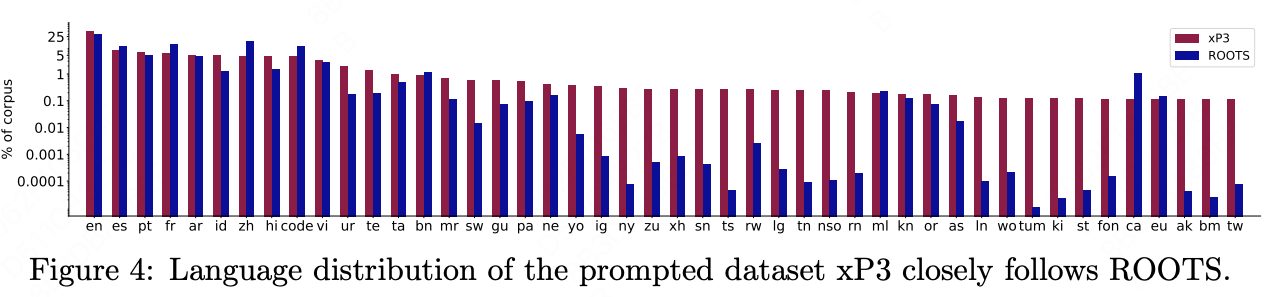 25
5
1
0.1
0.01
0.001
0.0001
% of corpus
xP3
ROOTS
en es pt fr ar id zh hi code vi ur te ta bn mr sw gu pa ne yo ig ny zu xh sn ts rw lg tn nso rn ml kn or as ln wo tum ki st fon ca eu ak bm tw
Figure 4: Language distribution of the prompted dataset xP3 closely follows ROOTS.